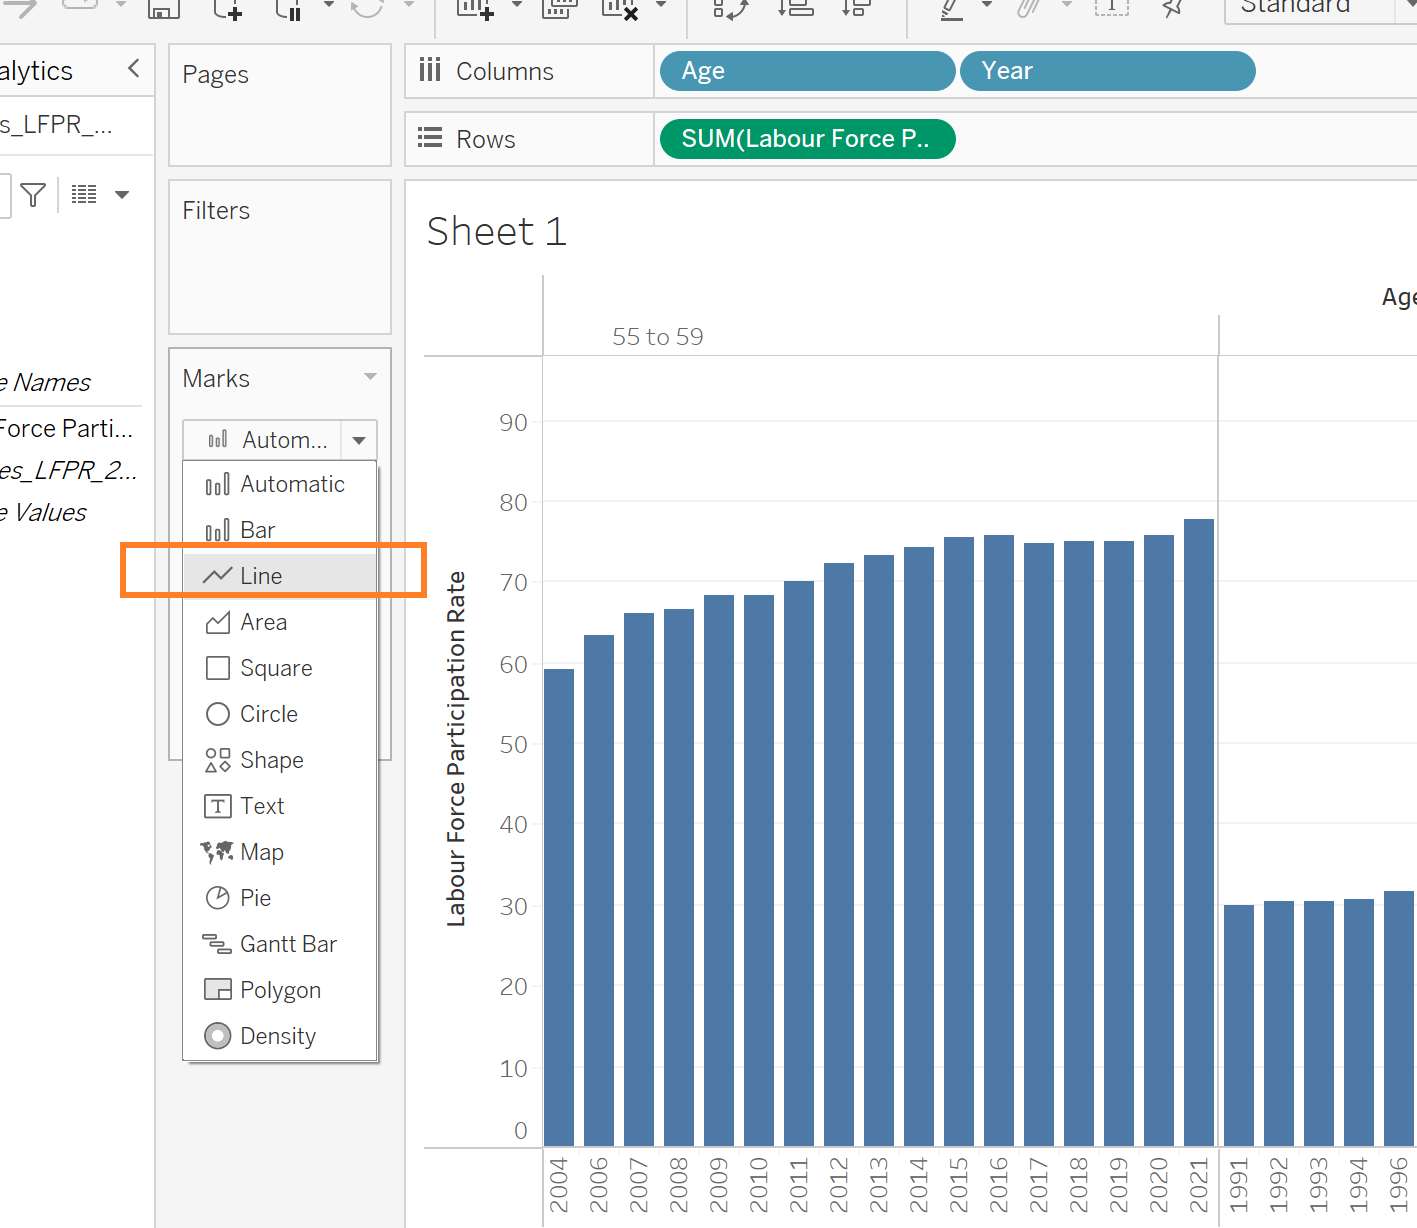 Standard
alytics
Pages
Columns
Age
Year
s_LFPR_...
Rows
SUM(Labour Force P..
Filters
Sheet 1
Age
55 to 59
Marks
e Names
Force Parti...
es_LFPR_2...
e Values
Autom...
Automatic
Bar
Line
Area
Square
Circle
Shape
Text
Map
Pie
Gantt Bar
Polygon
Density
Labour Force Participation Rate
90
80
70
60
50
40
30
20
10
0
2004
2006
2007
2008
2009
2010
2011
2012
2013
2014
2015
2016
2017
2018
2019
2020
2021
1991
1992
1993
1994
1996